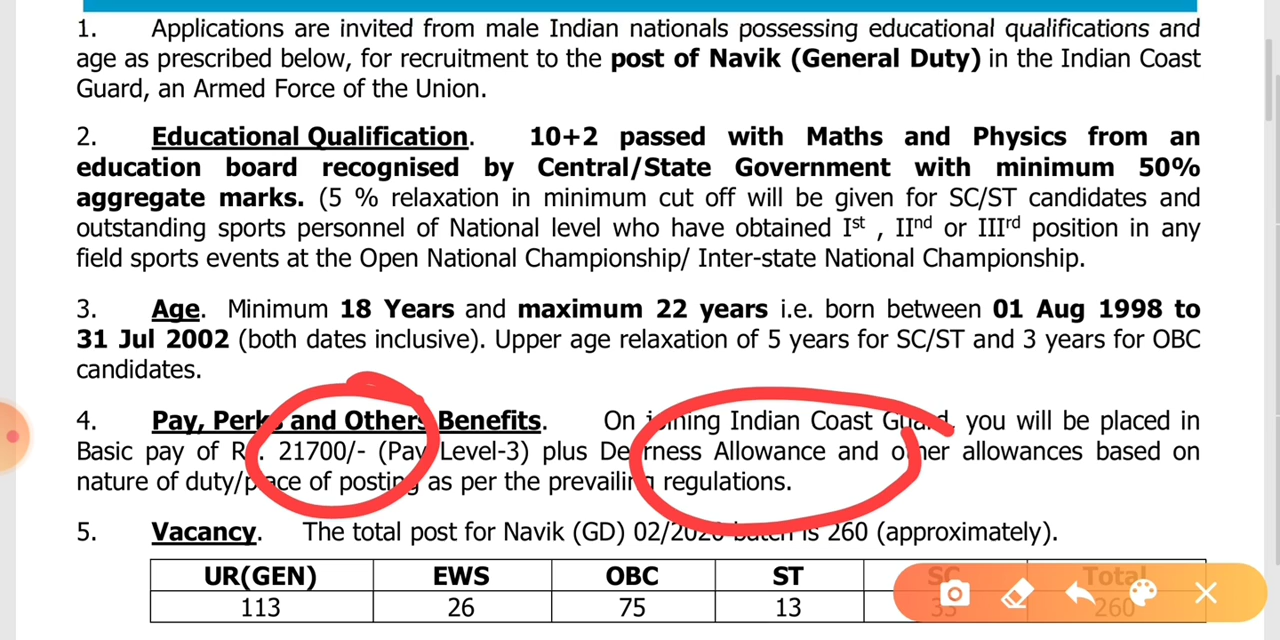 1. Applications are invited from male Indian nationals possessing educational qualifications and
age as prescribed below, for recruitment to the post of Navik (General Duty) in the Indian Coast
Guard, an Armed Force of the Union.
2. Educational Qualification. 10+2 passed with Maths and Physics from an
education board recognised by Central/State Government with minimum 50%
aggregate marks. (5 % relaxation in minimum cut off will be given for SC/ST candidates and
outstanding sports personnel of National level who have obtained Ist , IInd or IIIrd position in any
field sports events at the Open National Championship/ Inter-state National Championship.
3. Age. Minimum 18 Years and maximum 22 years i.e. born between 01 Aug 1998 to
31 Jul 2002 (both dates inclusive). Upper age relaxation of 5 years for SC/ST and 3 years for OBC
candidates.
4. Pay, Perks and Others Benefits. On joining Indian Coast Guard, you will be placed in
Basic pay of Rs. 21700/- (Pay Level-3) plus Dearness Allowance and other allowances based on
nature of duty/place of posting as per the prevailing regulations.
5. Vacancy. The total post for Navik (GD) 02/2020 batch is 260 (approximately).
UR(GEN) EWS OBC ST SC Total
113 26 75 13 33 260